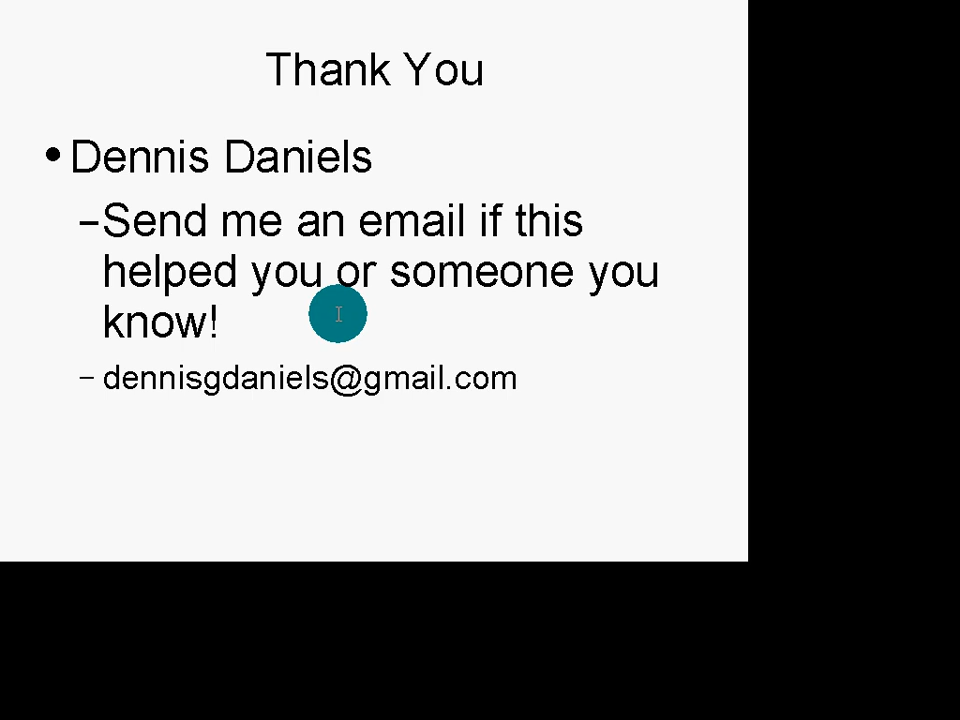 Thank You
• Dennis Daniels
–Send me an email if this
helped you or someone you
know!
– dennisgdaniels@gmail.com